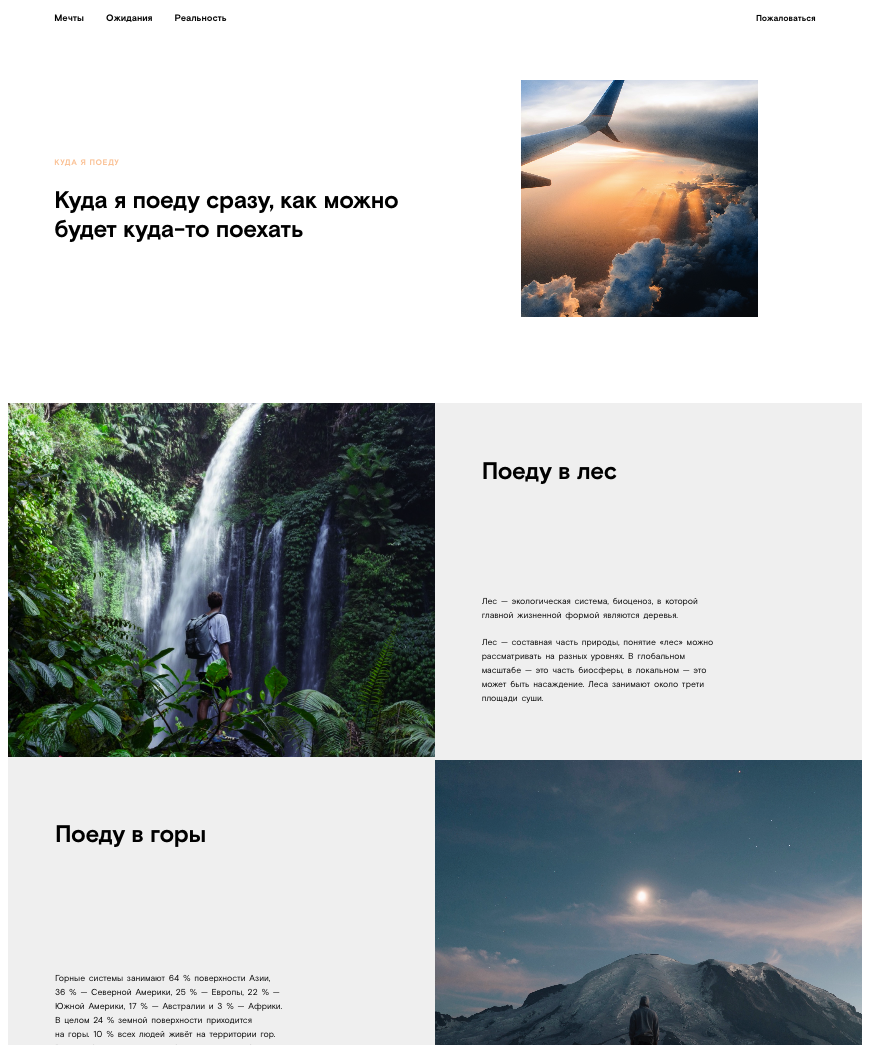 Мечты Ожидания Реальность Пожаловаться
КУДА Я ПОЕДУ
Куда я поеду сразу, как можно
будет куда-то поехать
Поеду в лес
Лес — экологическая система, биоценоз, в которой
главной жизненной формой являются деревья.
Лес — составная часть природы, понятие «лес» можно
рассматривать на разных уровнях. В глобальном
масштабе — это часть биосферы, в локальном — это
может быть насаждение. Леса занимают около трети
площади суши.
Поеду в горы
Горные системы занимают 64 % поверхности Азии,
36 % — Северной Америки, 25 % — Европы, 22 % —
Южной Америки, 17 % — Австралии и 3 % — Африки.
В целом 24 % земной поверхности приходится
на горы. 10 % всех людей живёт на территории гор.